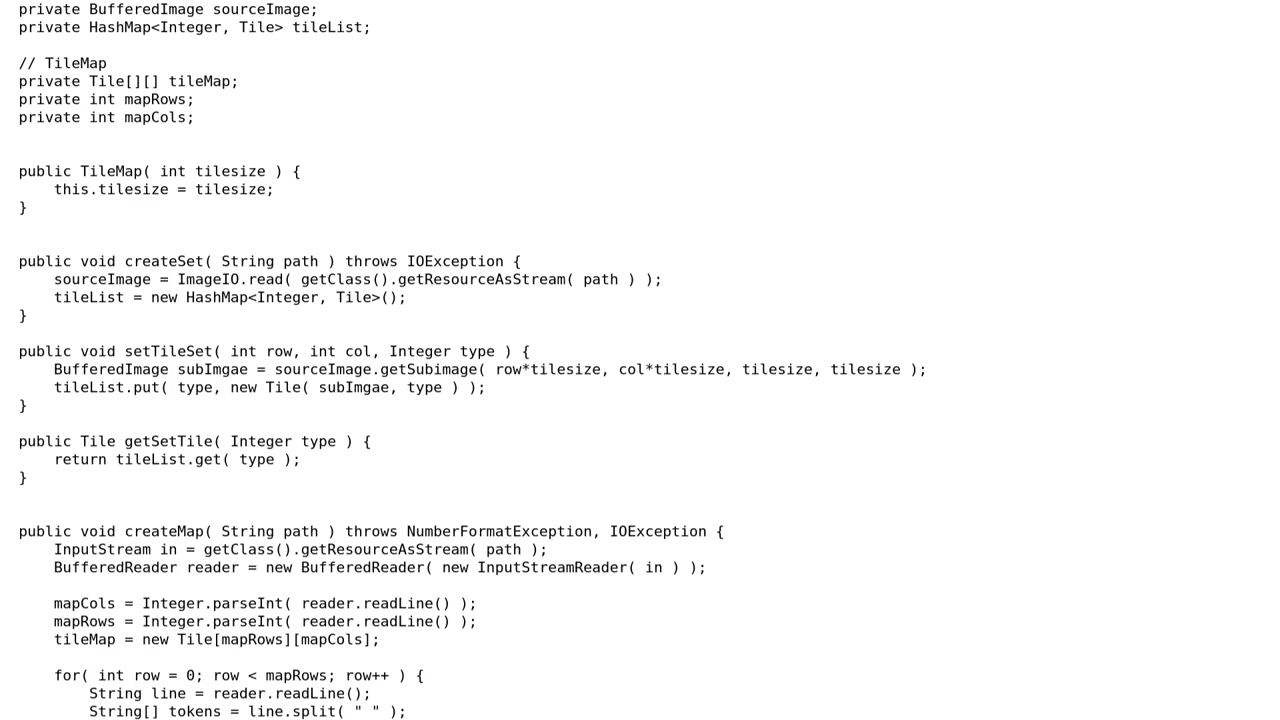 private BufferedImage sourceImage;
private HashMap<Integer, Tile> tileList;

// TileMap
private Tile[][] tileMap;
private int mapRows;
private int mapCols;


public TileMap( int tilesize ) {
    this.tilesize = tilesize;
}


public void createSet( String path ) throws IOException {
    sourceImage = ImageIO.read( getClass().getResourceAsStream( path ) );
    tileList = new HashMap<Integer, Tile>();
}

public void setTileSet( int row, int col, Integer type ) {
    BufferedImage subImgae = sourceImage.getSubimage( row*tilesize, col*tilesize, tilesize, tilesize );
    tileList.put( type, new Tile( subImgae, type ) );
}

public Tile getSetTile( Integer type ) {
    return tileList.get( type );
}


public void createMap( String path ) throws NumberFormatException, IOException {
    InputStream in = getClass().getResourceAsStream( path );
    BufferedReader reader = new BufferedReader( new InputStreamReader( in ) );

    mapCols = Integer.parseInt( reader.readLine() );
    mapRows = Integer.parseInt( reader.readLine() );
    tileMap = new Tile[mapRows][mapCols];

    for( int row = 0; row < mapRows; row++ ) {
        String line = reader.readLine();
        String[] tokens = line.split( " " );